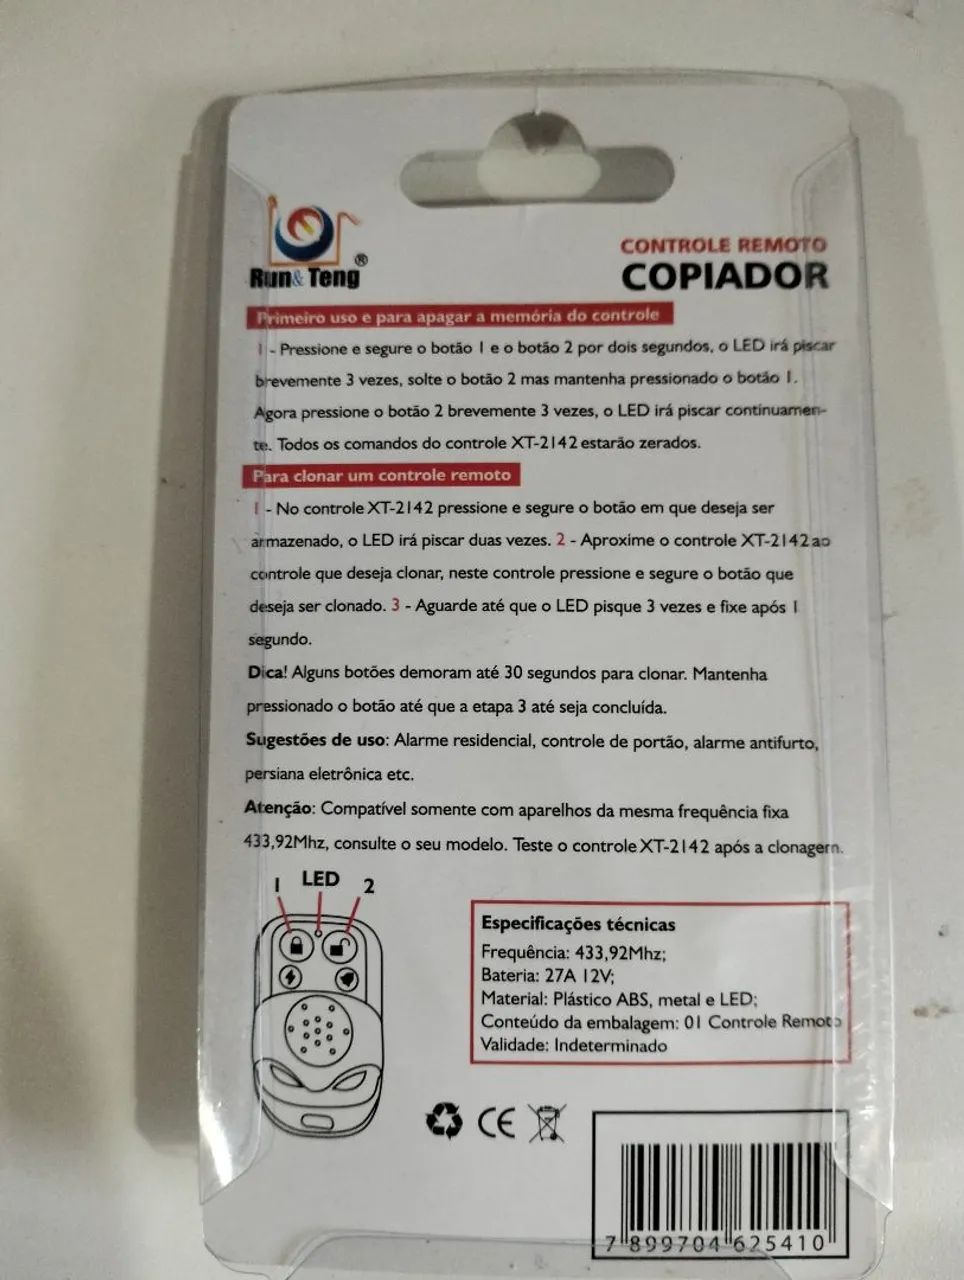 Run&Teng®
CONTROLE REMOTO
COPIADOR
Primeiro uso e para apagar a memória do controle
1 - Pressione e segure o botão 1 e o botão 2 por dois segundos, o LED irá piscar
brevemente 3 vezes, solte o botão 2 mas mantenha pressionado o botão 1.
Agora pressione o botão 2 brevemente 3 vezes, o LED irá piscar continuamen-
te. Todos os comandos do controle XT-2142 estarão zerados.
Para clonar um controle remoto
1 - No controle XT-2142 pressione e segure o botão em que deseja ser
armazenado, o LED irá piscar duas vezes. 2 - Aproxime o controle XT-2142 ao
controle que deseja clonar, neste controle pressione e segure o botão que
deseja ser clonado. 3 - Aguarde até que o LED pisque 3 vezes e fixe após 1
segundo.
Dica! Alguns botões demoram até 30 segundos para clonar. Mantenha
pressionado o botão até que a etapa 3 até seja concluída.
Sugestões de uso: Alarme residencial, controle de portão, alarme antifurto,
persiana eletrônica etc.
Atenção: Compatível somente com aparelhos da mesma frequência fixa
433,92Mhz, consulte o seu modelo. Teste o controle XT-2142 após a clonagem.
1 LED 2
Especificações técnicas
Frequência: 433,92Mhz;
Bateria: 27A 12V;
Material: Plástico ABS, metal e LED;
Conteúdo da embalagem: 01 Controle Remoto
Validade: Indeterminado
CE
7 899704 625410